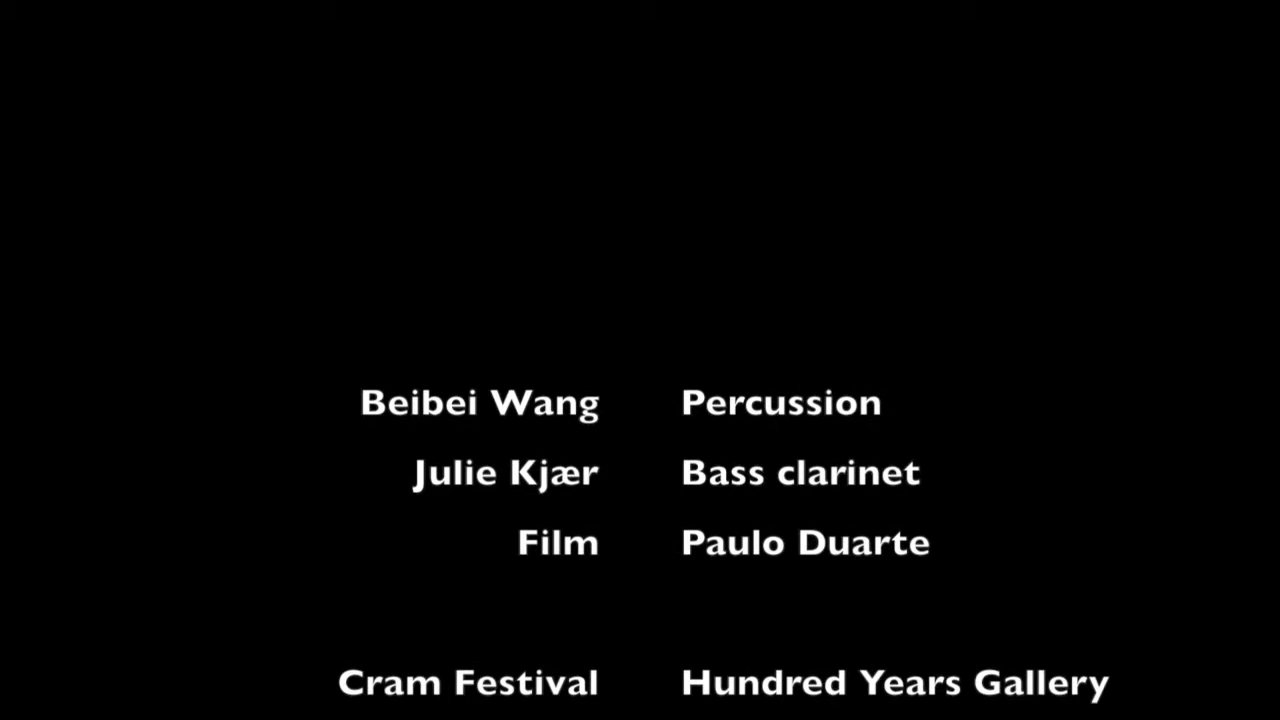 Beibei Wang Percussion
Julie Kjær Bass clarinet
Film Paulo Duarte
Cram Festival Hundred Years Gallery